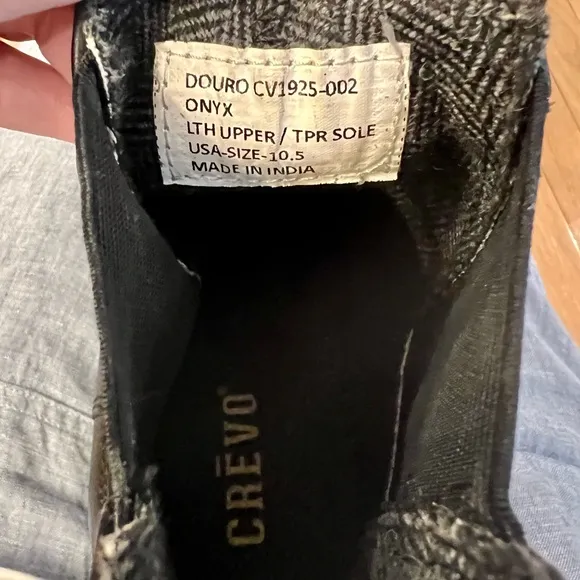 DOURO CV1925-002
ONYX
LTH UPPER / TPR SOLE
USA-SIZE-10.5
MADE IN INDIA
CRĒVO®